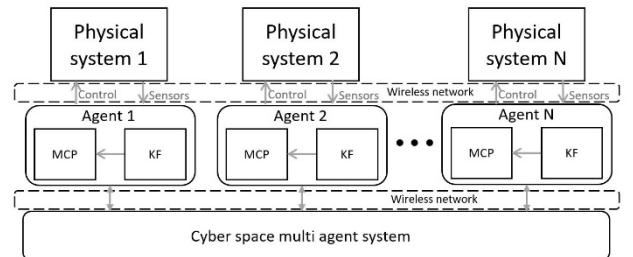 Physical
system 1
Physical
system 2
Physical
system N
Wireless network
Control
Sensors
Control
Sensors
Control
Sensors
Agent 1
MCP
KF
Agent 2
MCP
KF
Agent N
MCP
KF
Wireless network
Cyber space multi agent system